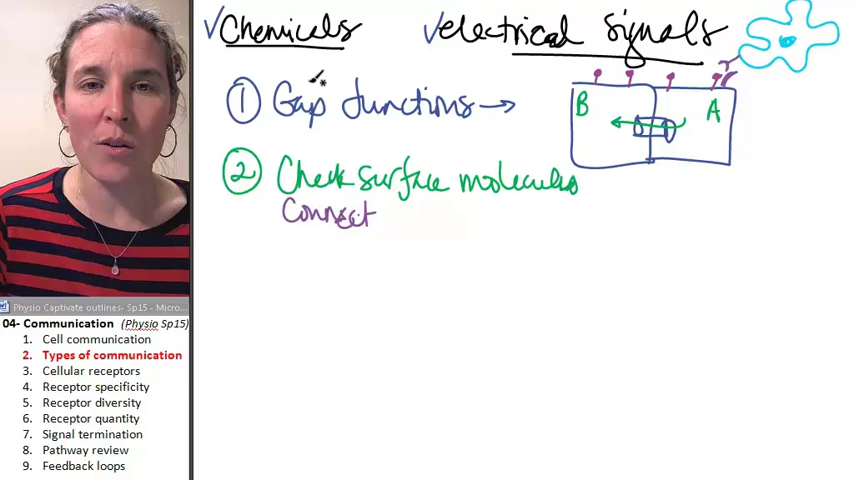 ✓Chemicals ✓electrical signals
① Gap Junctions → B A
② Check surface molecules
Connect
Physio Captivate outlines- Sp15 - Micro...
04- Communication (Physio Sp15)
1. Cell communication
2. Types of communication
3. Cellular receptors
4. Receptor specificity
5. Receptor diversity
6. Receptor quantity
7. Signal termination
8. Pathway review
9. Feedback loops